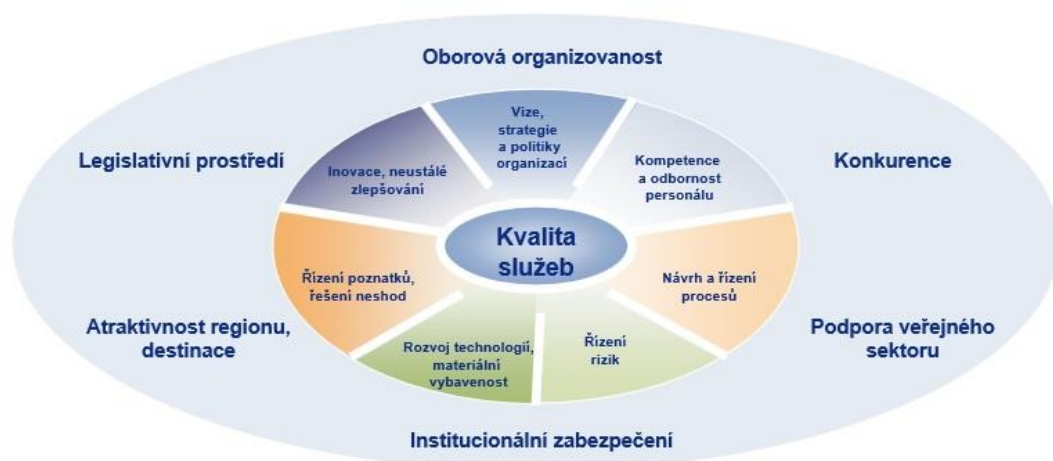 Oborová organizovanost
Legislativní prostředí
Konkurence
Vize,
strategie
a politiky
organizací
Inovace, neustálé
zlepšování
Kompetence
a odbornost
personálu
Kvalita
služeb
Řízení poznatků,
řešení neshod
Návrh a řízení
procesů
Atraktivnost regionu,
destinace
Podpora veřejného
sektoru
Rozvoj technologií,
materiální
vybavenost
Řízení
rizik
Institucionální zabezpečení